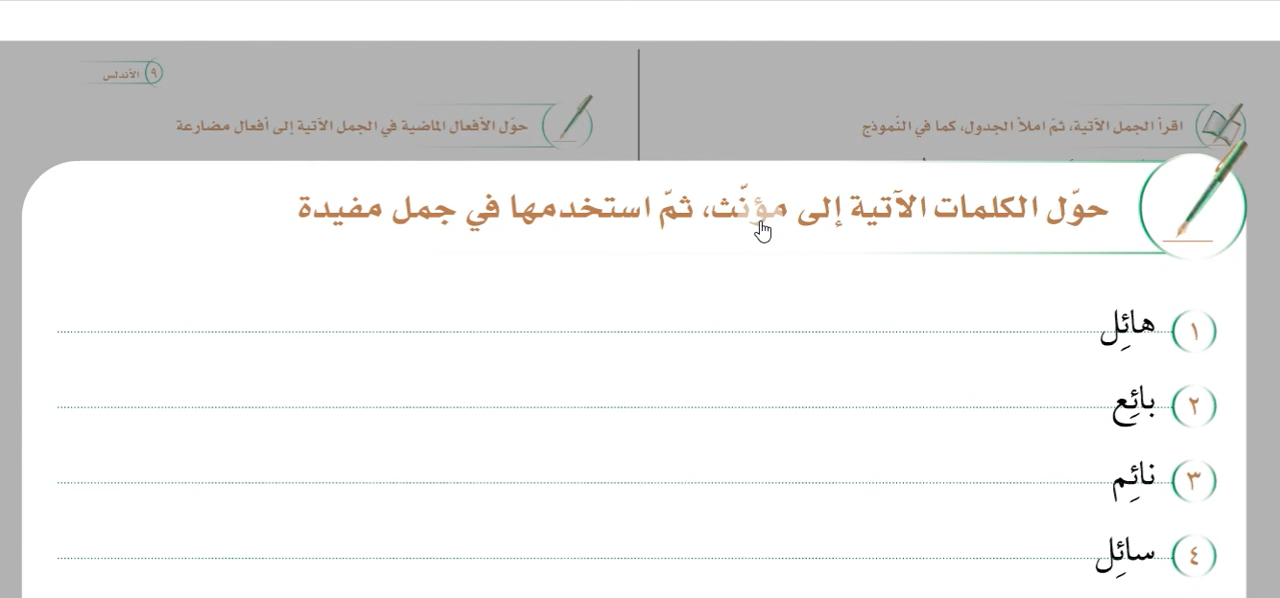 اقرأ الجمل الآتية، ثمّ املأ الجدول، كما في النّموذج
٩ الأندلس
حوّل الأفعال الماضية في الجمل الآتية إلى أفعال مضارعة
حوّل الكلمات الآتية إلى مؤنّث، ثمّ استخدمها في جمل مفيدة
١ هائِل
٢ بائِع
٣ نائِم
٤ سائِل